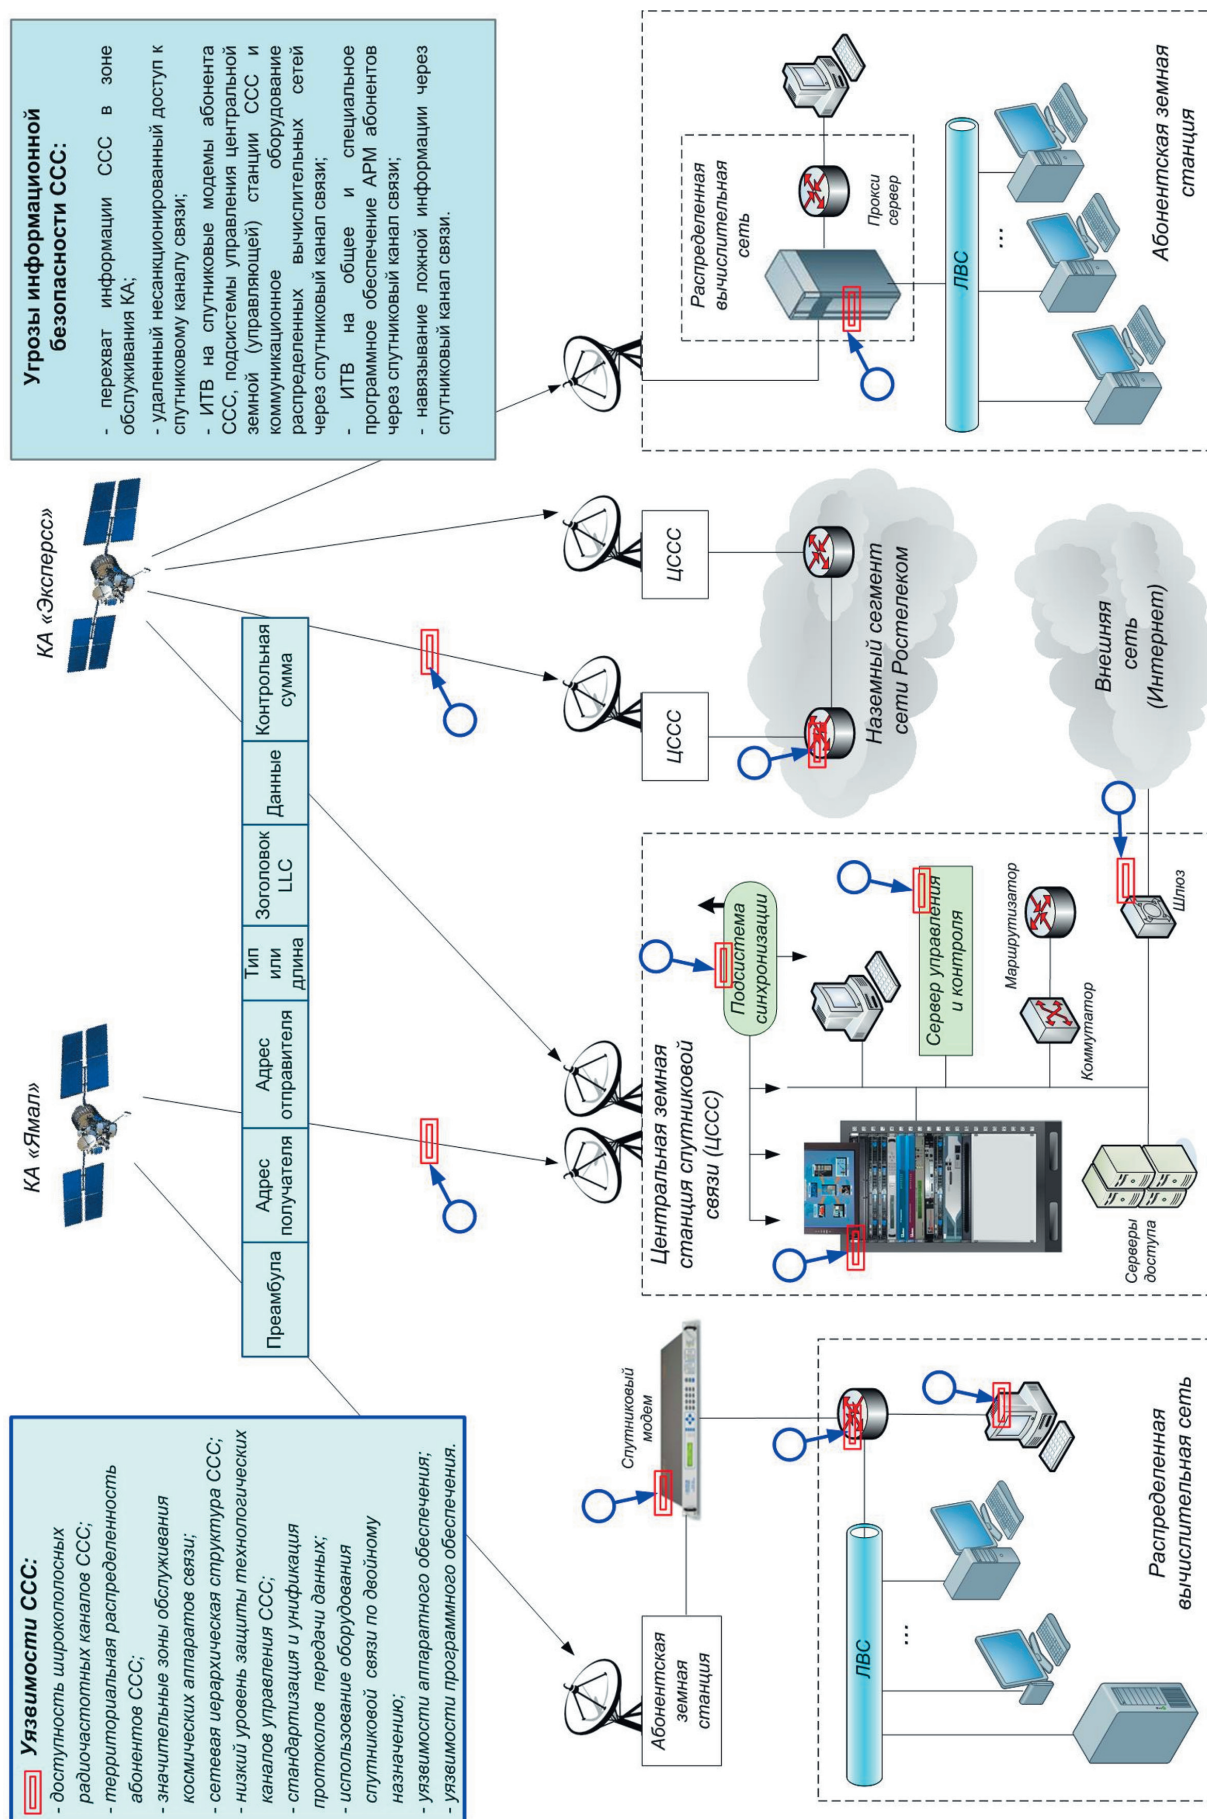 Уязвимости ССС:
- доступность широкополосных
радиочастотных каналов ССС;
- территориальная распределенность
абонентов ССС;
- значительные зоны обслуживания
космических аппаратов связи;
- сетевая иерархическая структура ССС;
- низкий уровень защиты технологических
каналов управления ССС;
- стандартизация и унификация
протоколов передачи данных;
- использование оборудования
спутниковой связи по двойному
назначению;
- уязвимости аппаратного обеспечения;
- уязвимости программного обеспечения.
КА «Ямал»
КА «Эксперсс»
Угрозы информационной
безопасности ССС:
- перехват информации ССС в зоне
обслуживания КА;
- удаленный несанкционированный доступ к
спутниковому каналу связи;
- ИТВ на спутниковые модемы абонента
ССС, подсистемы управления центральной
земной (управляющей) станции ССС и
коммуникационное оборудование
распределенных вычислительных сетей
через спутниковый канал связи;
- ИТВ на общее и специальное
программное обеспечение АРМ абонентов
через спутниковый канал связи;
- навязывание ложной информации через
спутниковый канал связи.
Преамбула
Адрес
получателя
Адрес
отправителя
Тип
или
длина
Зоголовок
LLC
Данные
Контрольная
сумма
Абонентская
земная
станция
Спутниковый
модем
ЛВС
...
Распределенная
вычислительная сеть
Центральная земная
станция спутниковой
связи (ЦССС)
Подсистема
синхронизации
Сервер управления
и контроля
Маршрутизатор
Коммутатор
Серверы
доступа
Шлюз
ЦССС
ЦССС
Наземный сегмент
сети Ростелеком
Внешняя
сеть
(Интернет)
Распределенная
вычислительная
сеть
Прокси
сервер
ЛВС
...
Абонентская земная
станция